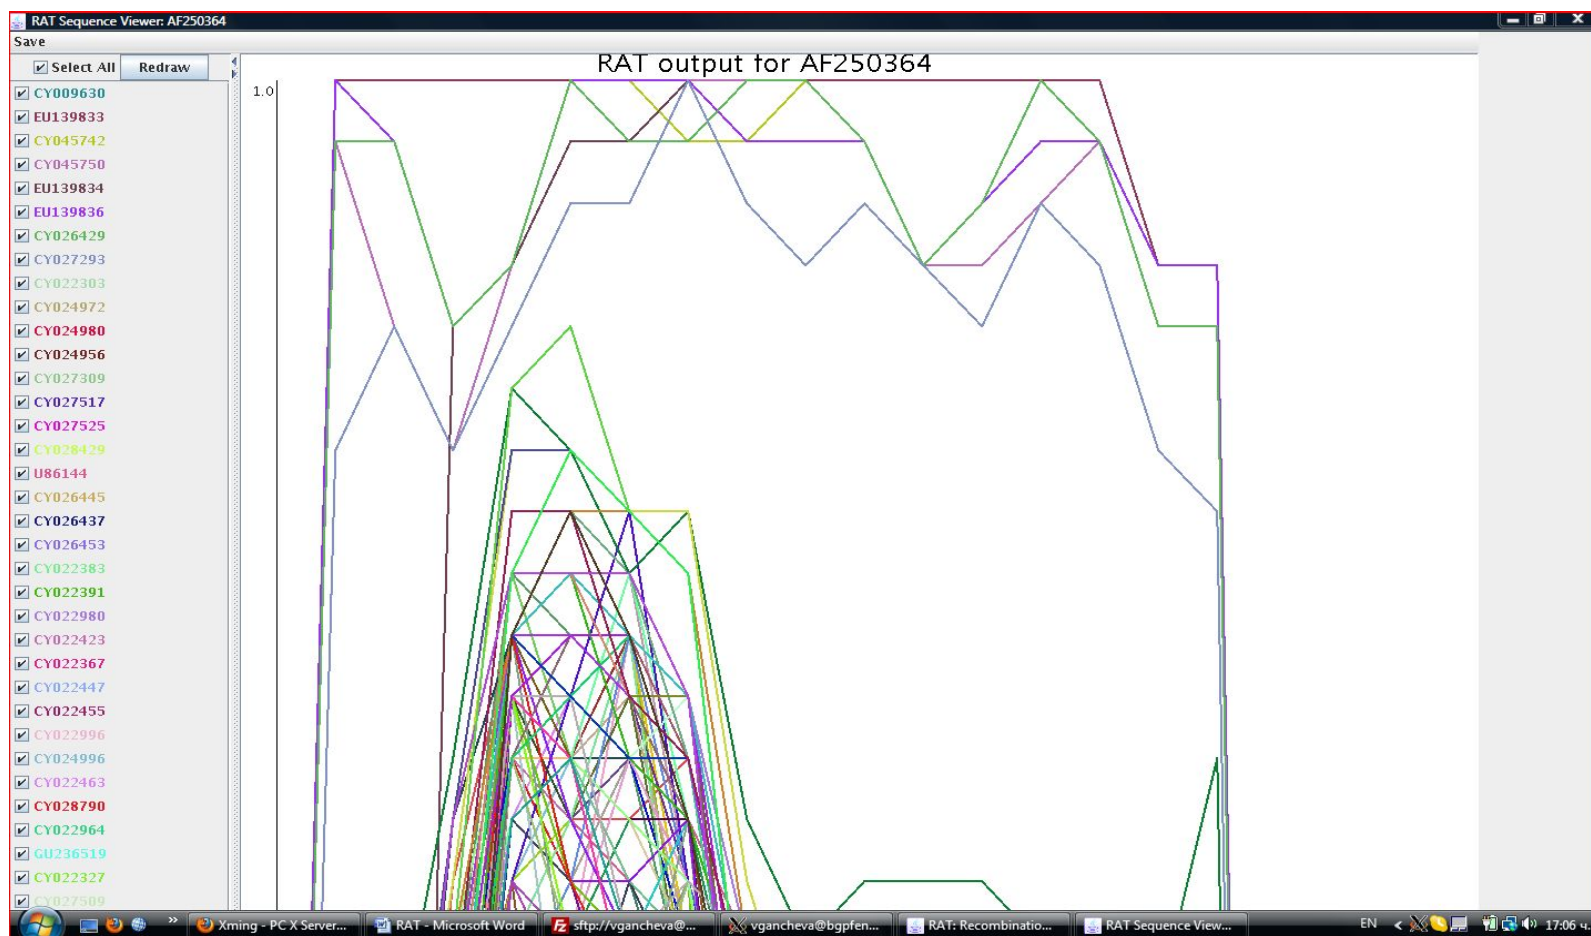 RAT Sequence Viewer: AF250364
Save
Select All Redraw
RAT output for AF250364
1.0
CY009630
EU139833
CY045742
CY045750
EU139834
EU139836
CY026429
CY027293
CY022303
CY024972
CY024980
CY024956
CY027309
CY027517
CY027525
CY028429
U86144
CY026445
CY026437
CY026453
CY022383
CY022391
CY022980
CY022423
CY022367
CY022447
CY022455
CY022996
CY024996
CY022463
CY028790
CY022964
GU236519
CY022327
CY027509
» Xming - PC X Server... RAT - Microsoft Word sftp://vgancheva@... vgancheva@bgpfen... RAT: Recombinatio... RAT Sequence View... EN < 17:06 ч.